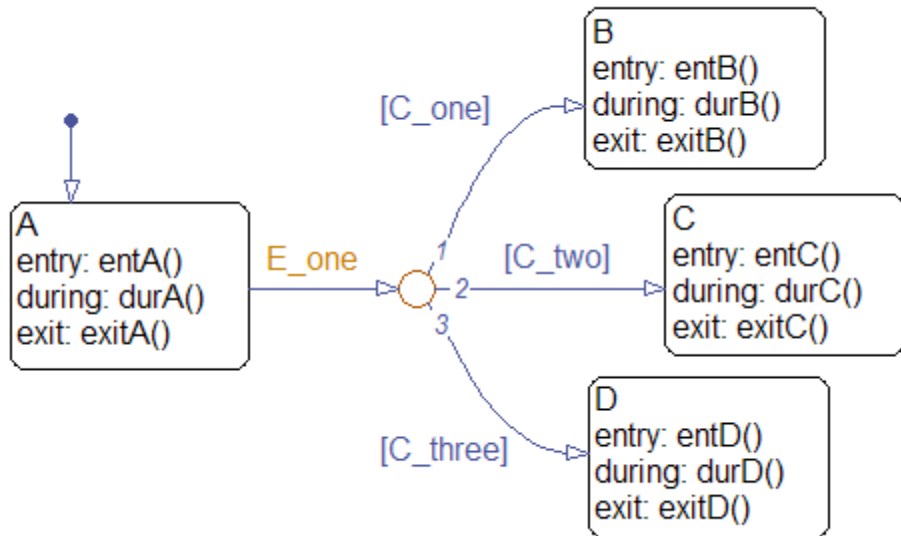 A
entry: entA()
during: durA()
exit: exitA()
E_one
[C_one]
1
B
entry: entB()
during: durB()
exit: exitB()
[C_two]
2
C
entry: entC()
during: durC()
exit: exitC()
3
[C_three]
D
entry: entD()
during: durD()
exit: exitD()